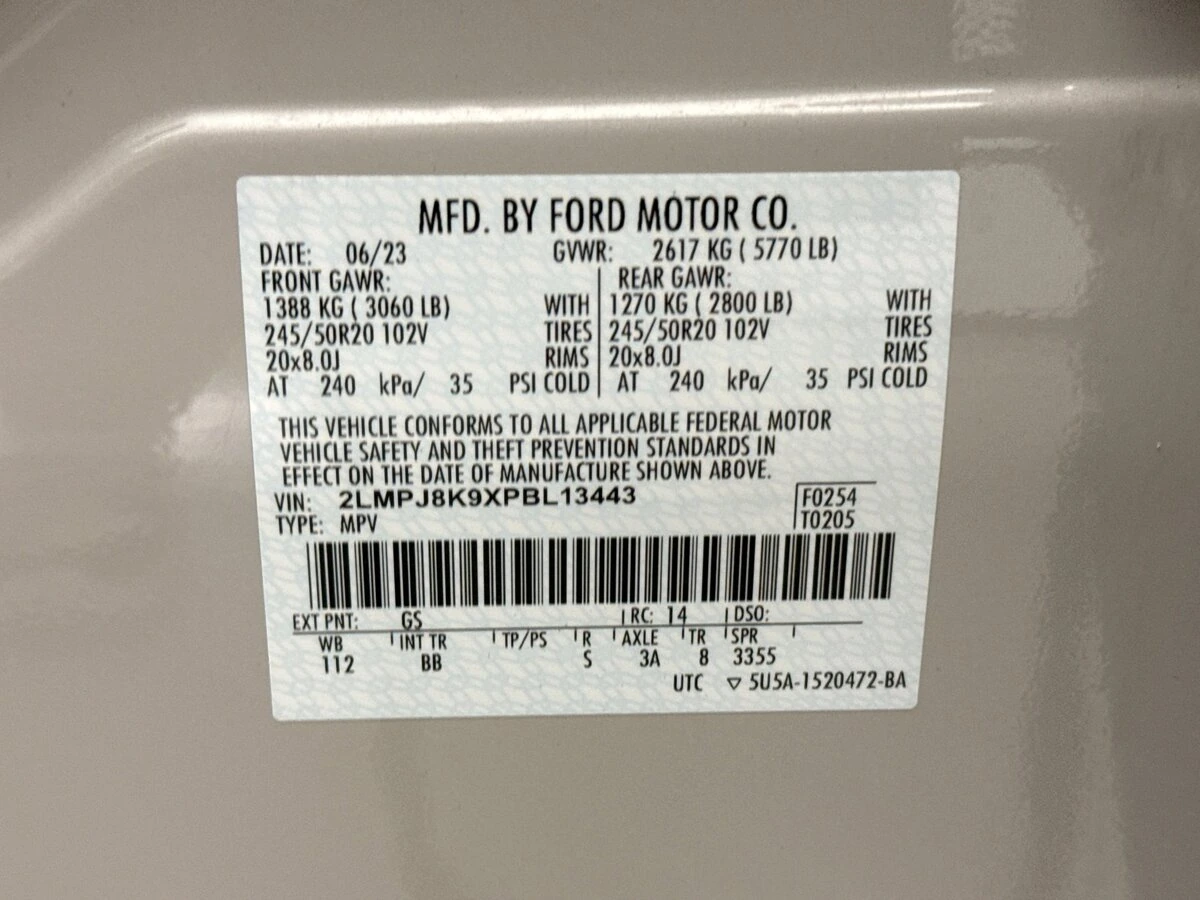 MFD. BY FORD MOTOR CO.
DATE: 06/23 GVWR: 2617 KG ( 5770 LB)
FRONT GAWR: REAR GAWR:
1388 KG ( 3060 LB) WITH 1270 KG ( 2800 LB) WITH
245/50R20 102V TIRES 245/50R20 102V TIRES
20x8.0J RIMS 20x8.0J RIMS
AT 240 kPa/ 35 PSI COLD AT 240 kPa/ 35 PSI COLD
THIS VEHICLE CONFORMS TO ALL APPLICABLE FEDERAL MOTOR
VEHICLE SAFETY AND THEFT PREVENTION STANDARDS IN
EFFECT ON THE DATE OF MANUFACTURE SHOWN ABOVE.
VIN: 2LMPJ8K9XPBL13443 F0254
TYPE: MPV T0205
EXT PNT: GS RC: 14 DSO:
WB INT TR TP/PS R AXLE TR SPR
112 BB S 3A 8 3355
UTC ▽ 5U5A-1520472-BA